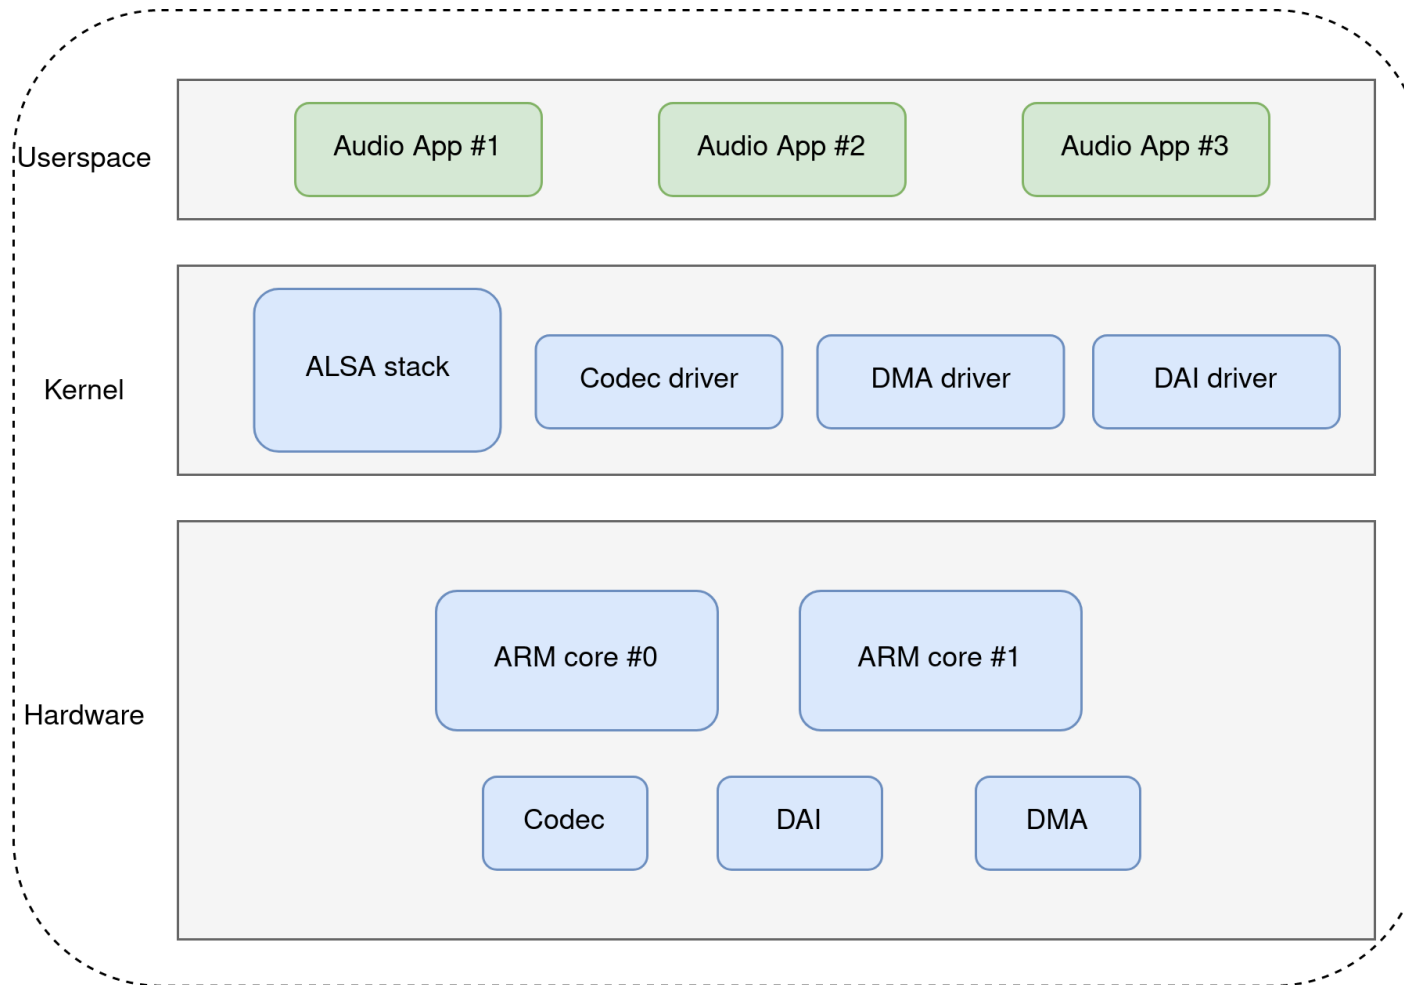 Userspace
Audio App #1
Audio App #2
Audio App #3
Kernel
ALSA stack
Codec driver
DMA driver
DAI driver
Hardware
ARM core #0
ARM core #1
Codec
DAI
DMA